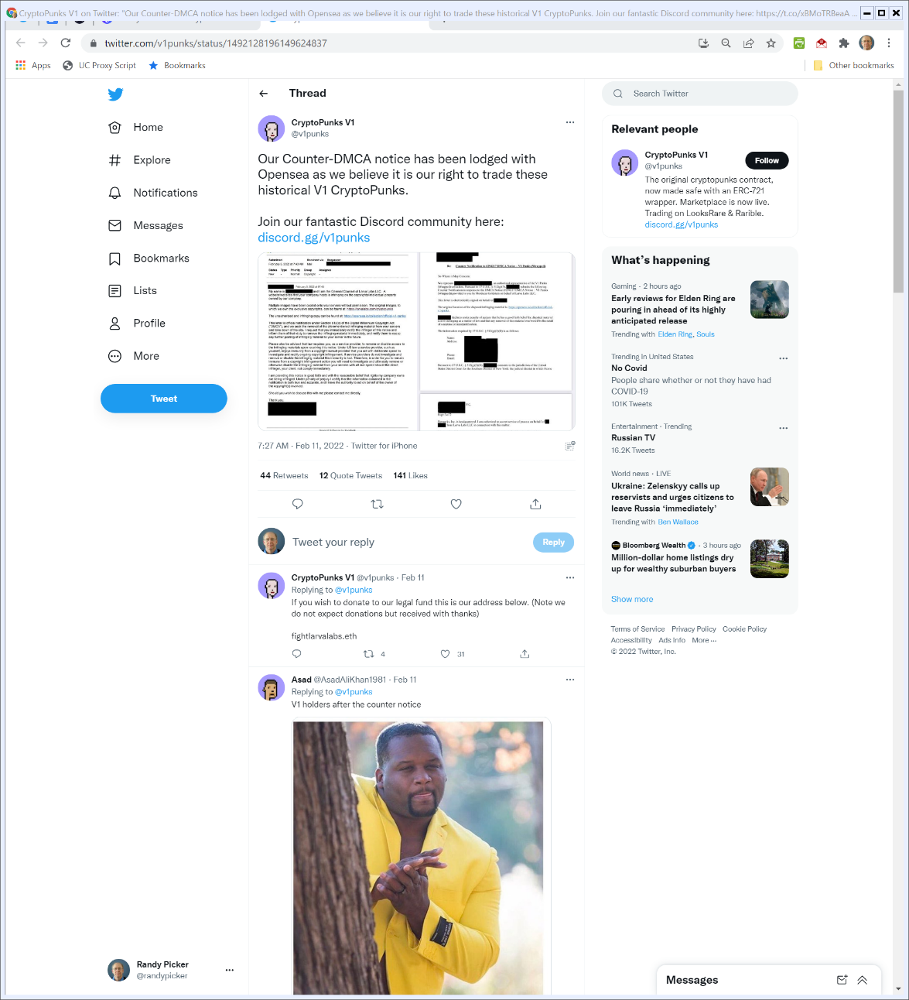 CryptoPunks V1 on Twitter: "Our Counter-DMCA notice has been lodged with Opensea as we believe it is our right to trade these historical V1 CryptoPunks. Join our fantastic Discord community here: https://t.co/xBMoTRBeaA ...
twitter.com/v1punks/status/1492128196149624837
Apps UC Proxy Script Bookmarks Other bookmarks
Home
Explore
Notifications
Messages
Bookmarks
Lists
Profile
More
Tweet
Randy Picker
@randypicker
Thread
CryptoPunks V1
@v1punks
Our Counter-DMCA notice has been lodged with
Opensea as we believe it is our right to trade these
historical V1 CryptoPunks.
Join our fantastic Discord community here:
discord.gg/v1punks
Thank you,
7:27 AM · Feb 11, 2022 · Twitter for iPhone
44 Retweets 12 Quote Tweets 141 Likes
Tweet your reply
Reply
CryptoPunks V1 @v1punks · Feb 11
Replying to @v1punks
If you wish to donate to our legal fund this is our address below. (Note we
do not expect donations but received with thanks)
fightlarvalabs.eth
4 31
Asad @AsadAliKhan1981 · Feb 11
Replying to @v1punks
V1 holders after the counter notice
Search Twitter
Relevant people
CryptoPunks V1
@v1punks
Follow
The original cryptopunks contract,
now made safe with an ERC-721
wrapper. Marketplace is now live.
Trading on LooksRare & Rarible.
discord.gg/v1punks
What's happening
Gaming · 2 hours ago
Early reviews for Elden Ring are
pouring in ahead of its highly
anticipated release
Trending with Elden Ring, Souls
Trending in United States
No Covid
People share whether or not they have had
COVID-19
101K Tweets
Entertainment · Trending
Russian TV
16.2K Tweets
World news · LIVE
Ukraine: Zelenskyy calls up
reservists and urges citizens to
leave Russia 'immediately'
Trending with Ben Wallace
Bloomberg Wealth · 3 hours ago
Million-dollar home listings dry
up for wealthy suburban buyers
Show more
Terms of Service Privacy Policy Cookie Policy
Accessibility Ads info More ···
© 2022 Twitter, Inc.
Messages